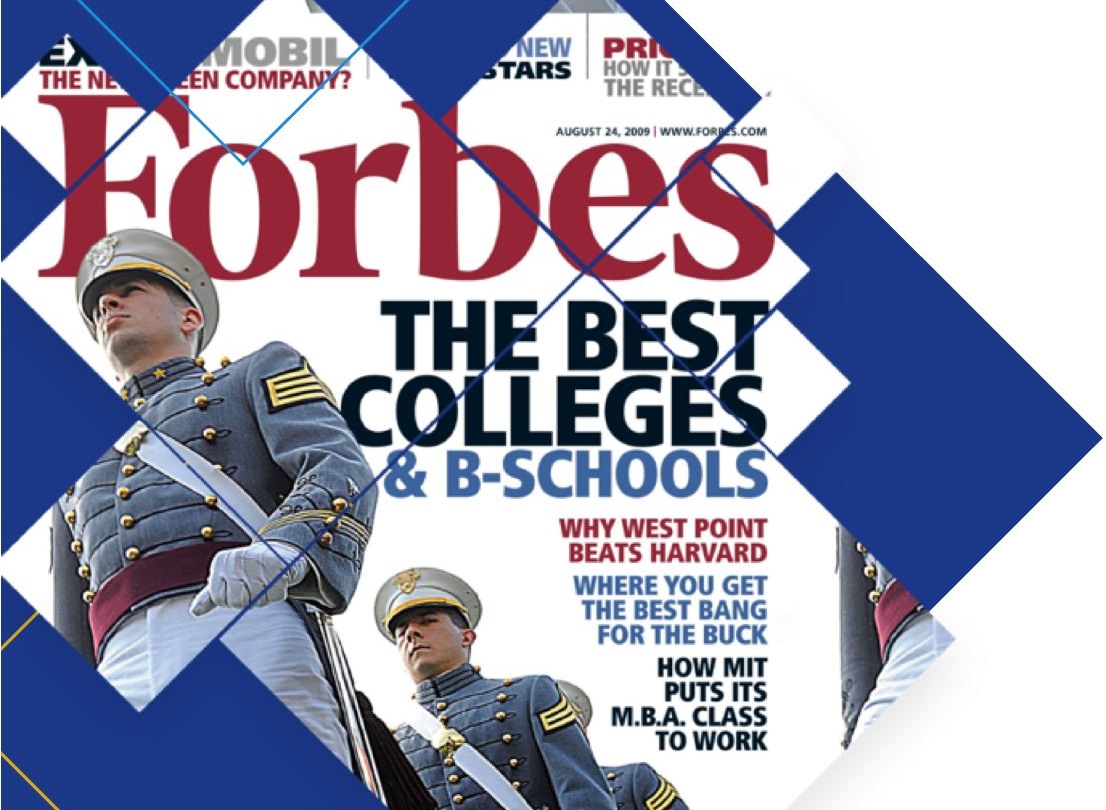 MOBIL
THE NE
EEN COMPANY?
NEW
STARS
HOW IT
THE RECE
AUGUST 24, 2009 | WWW.FORBES.COM
Forbes
THE BEST
COLLEGES
& B-SCHOOLS
WHY WEST POINT
BEATS HARVARD
WHERE YOU GET
THE BEST BANG
FOR THE BUCK
HOW MIT
PUTS ITS
M.B.A. CLASS
TO WORK